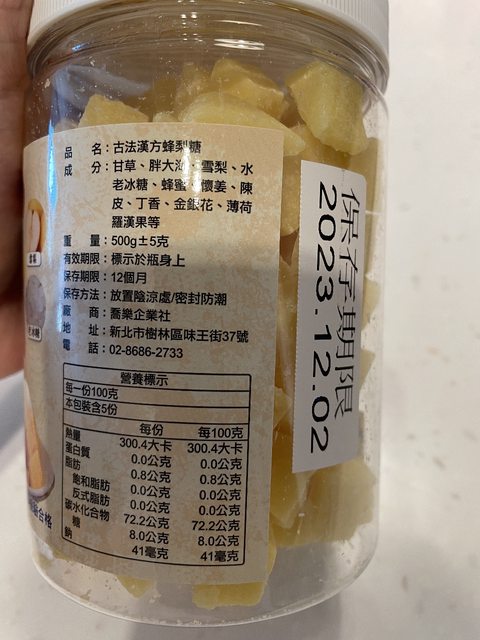 品名：古法漢方蜂梨糖
成分：甘草、胖大海、雪梨、水
老冰糖、蜂蜜、懷姜、陳
皮、丁香、金銀花、薄荷
羅漢果等
重量：500g±5克
有效期限：標示於瓶身上
保存期限：12個月
保存方法：放置陰涼處/密封防潮
廠商：喬樂企業社
地址：新北市樹林區味王街37號
電話：02-8686-2733
營養標示
每一份100克
本包裝含5份
每份 每100克
熱量 300.4大卡 300.4大卡
蛋白質 0.0公克 0.0公克
脂肪 0.8公克 0.8公克
飽和脂肪 0.0公克 0.0公克
反式脂肪 0.0公克 0.0公克
碳水化合物 72.2公克 72.2公克
糖 8.0公克 8.0公克
鈉 41毫克 41毫克
保存期限
2023.12.02
老冰糖
合格